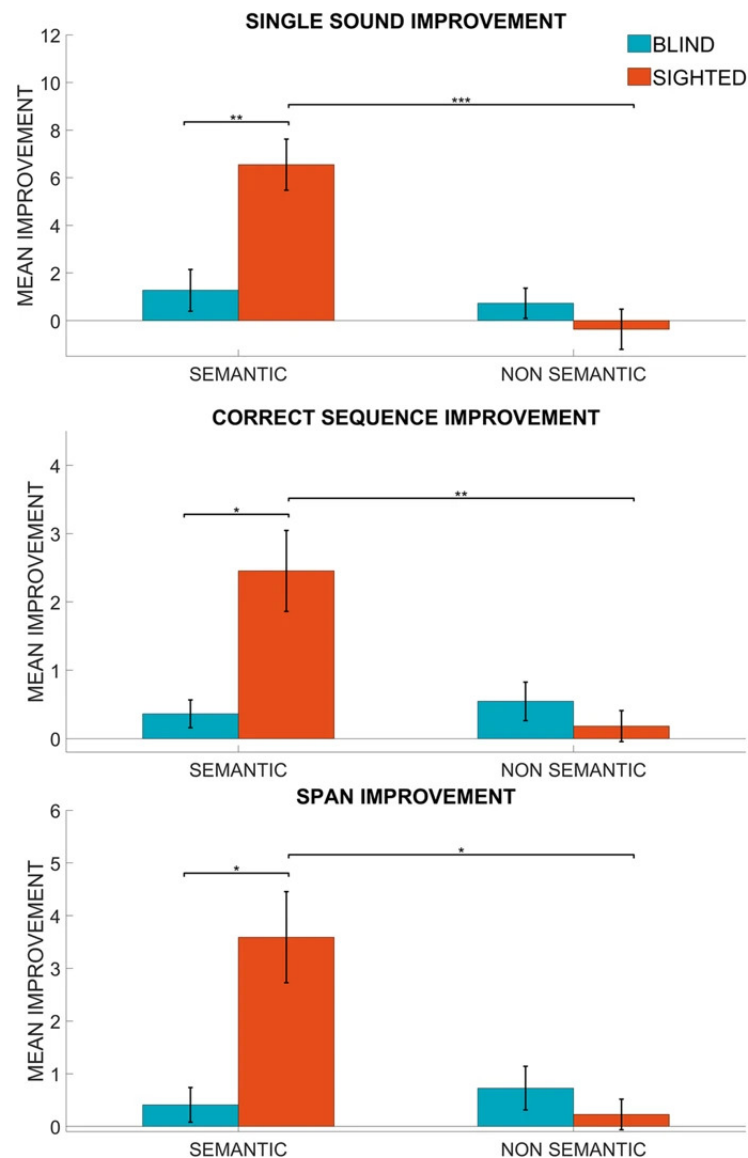 SINGLE SOUND IMPROVEMENT
BLIND
SIGHTED
MEAN IMPROVEMENT
12
10
8
6
4
2
0
**
***
SEMANTIC
NON SEMANTIC
CORRECT SEQUENCE IMPROVEMENT
MEAN IMPROVEMENT
4
3
2
1
0
*
**
SEMANTIC
NON SEMANTIC
SPAN IMPROVEMENT
MEAN IMPROVEMENT
6
5
4
3
2
1
0
*
*
SEMANTIC
NON SEMANTIC